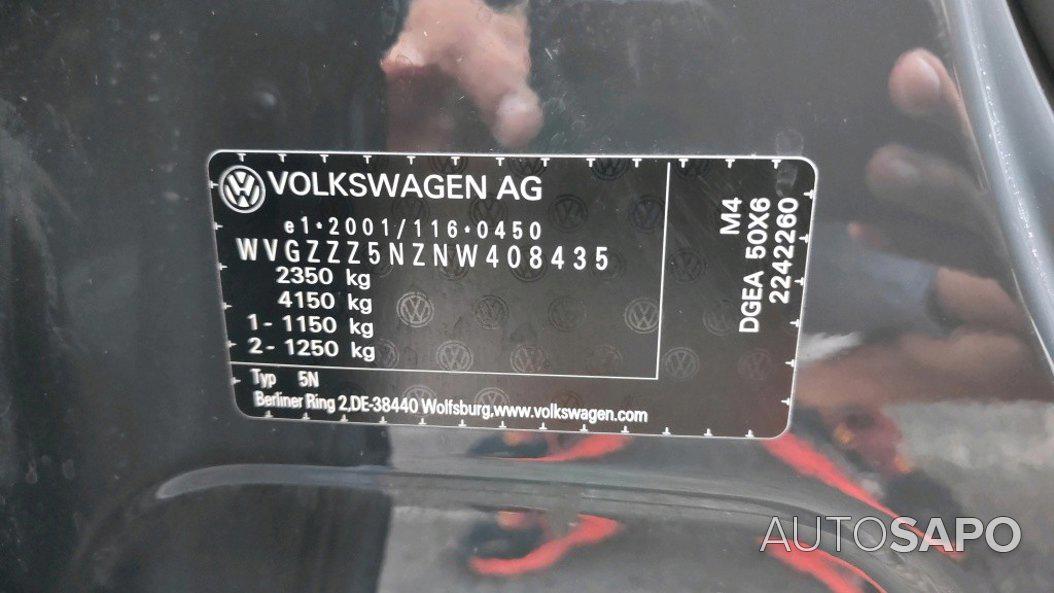 VOLKSWAGEN AG
e1*2001/116*0450
WVGZZZ5NZNW408435
2350 kg
4150 kg
1- 1150 kg
2- 1250 kg
Typ 5N
Berliner Ring 2,DE-38440 Wolfsburg,www.volkswagen.com
M4
DGEA 50X6
2242260
AUTOSAPO